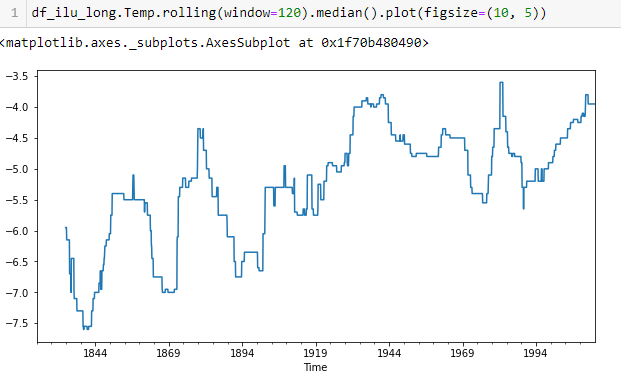 1 df_ilu_long.Temp.rolling(window=120).median().plot(figsize=(10, 5))
<matplotlib.axes._subplots.AxesSubplot at 0x1f70b480490>
-3.5
-4.0
-4.5
-5.0
-5.5
-6.0
-6.5
-7.0
-7.5
1844 1869 1894 1919 1944 1969 1994
Time